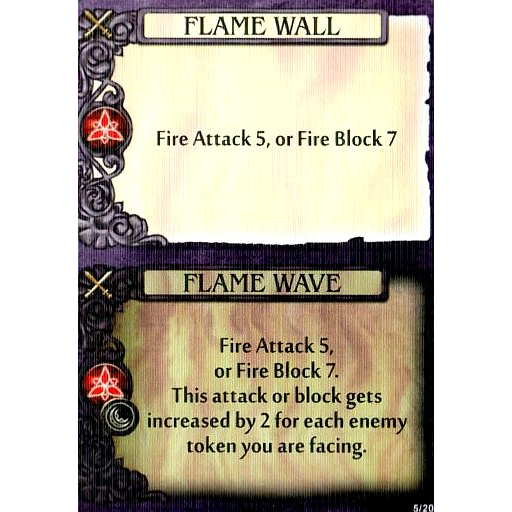 FLAME WALL
Fire Attack 5, or Fire Block 7
FLAME WAVE
Fire Attack 5,
or Fire Block 7.
This attack or block gets
increased by 2 for each enemy
token you are facing.
5/20